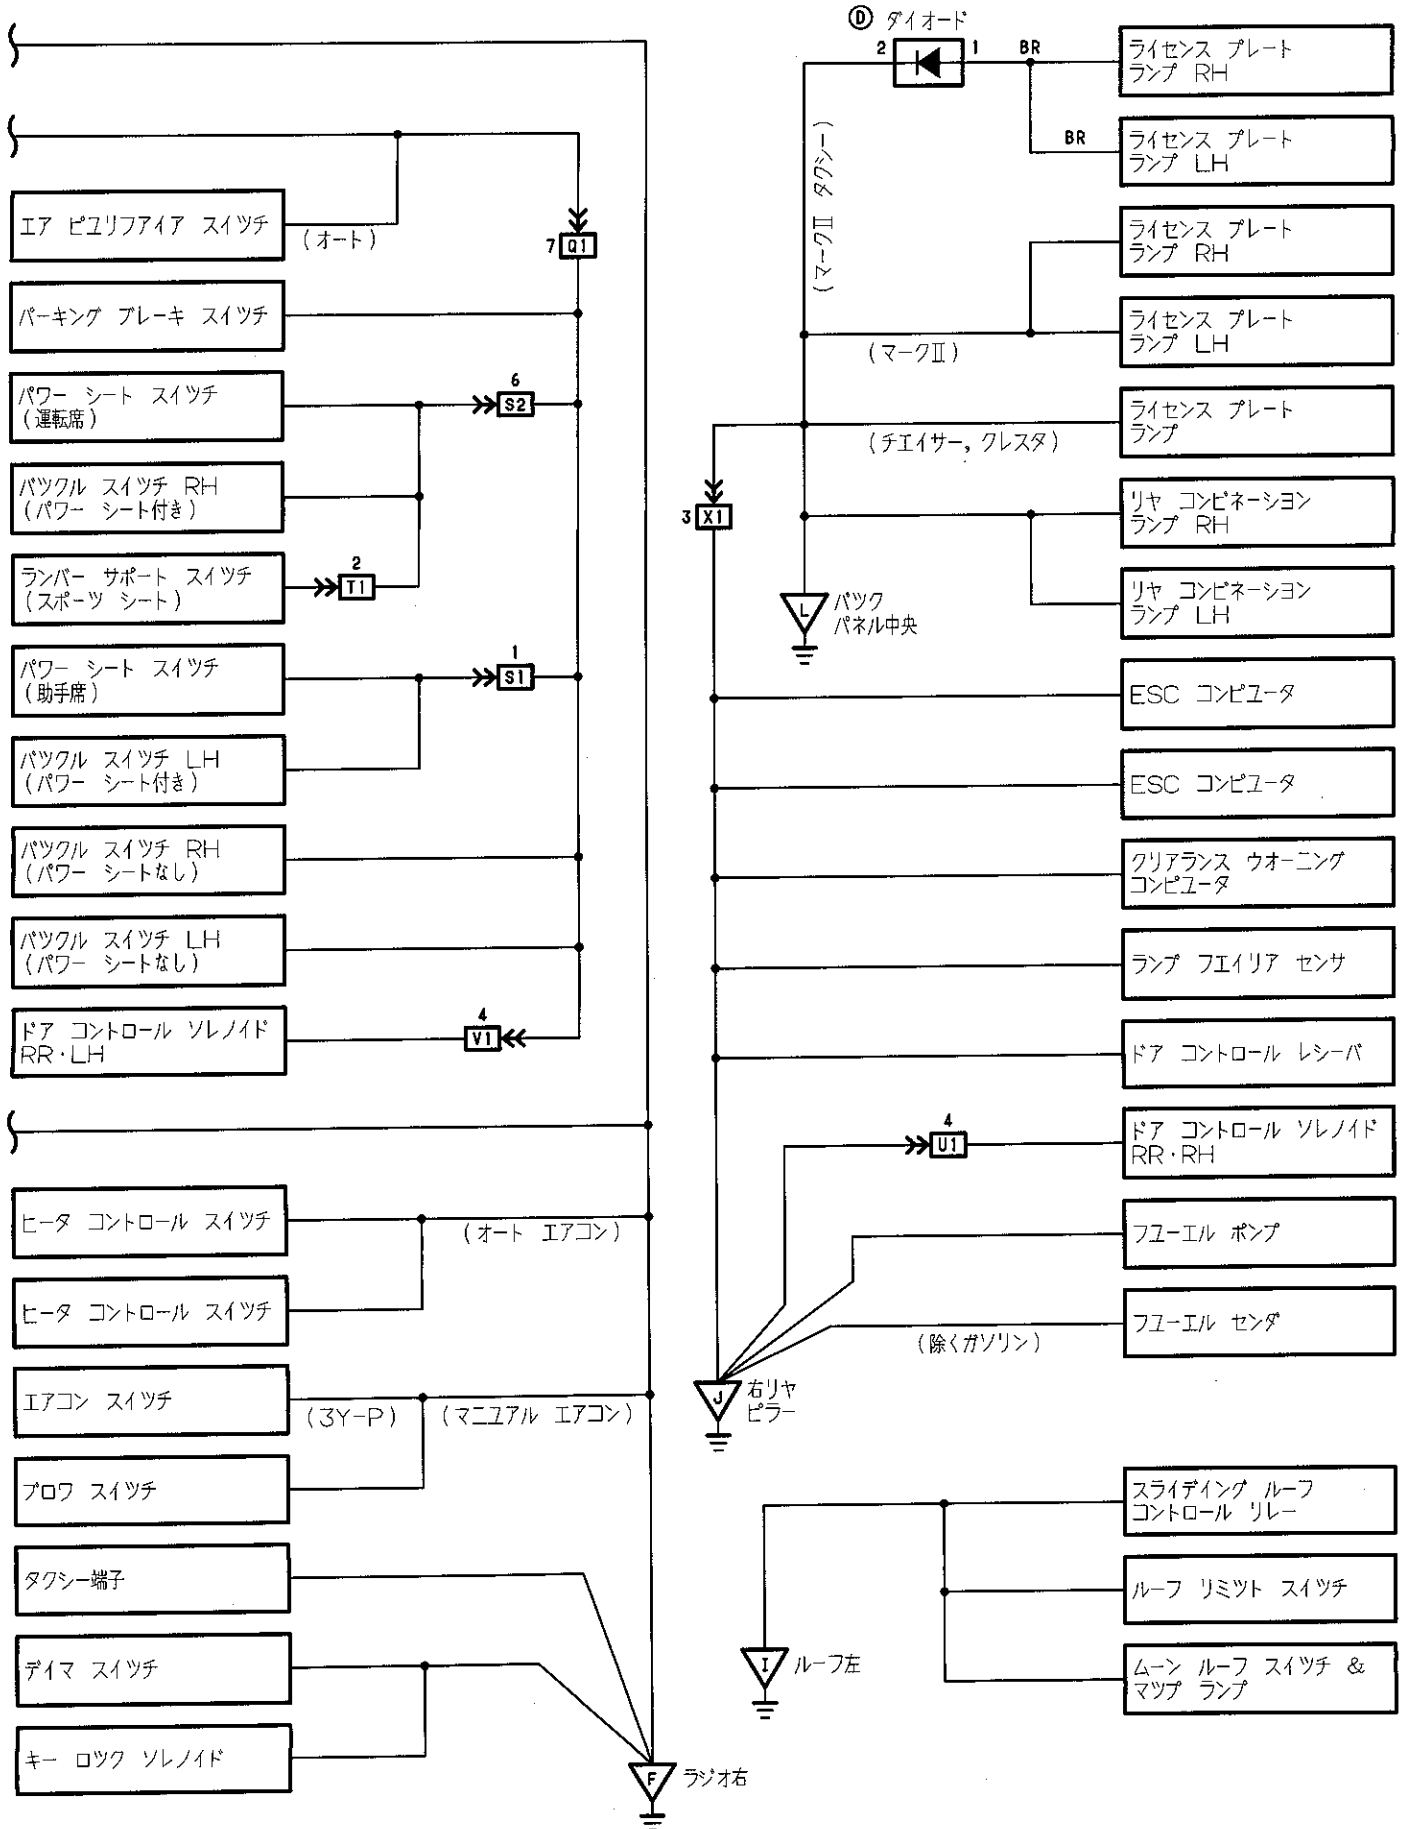 エア ピユリフアイア スイツチ
(オート)
7 Q1
パーキング ブレーキ スイツチ
パワー シート スイツチ
(運転席)
6
S2
バツクル スイツチ RH
(パワー シート付き)
ランバー サポート スイツチ
(スポーツ シート)
2
T1
パワー シート スイツチ
(助手席)
1
S1
バツクル スイツチ LH
(パワー シート付き)
バツクル スイツチ RH
(パワー シートなし)
バツクル スイツチ LH
(パワー シートなし)
ドア コントロール ソレノイド
RR・LH
4
V1
ヒータ コントロール スイツチ
(オート エアコン)
ヒータ コントロール スイツチ
エアコン スイツチ
(3Y-P)
(マニユアル エアコン)
ブロワ スイツチ
タクシー端子
デイマ スイツチ
キー ロツク ソレノイド
F ラジオ右
D ダイオード
2
1
BR
ライセンス プレート
ランプ RH
BR
ライセンス プレート
ランプ LH
(マークII タクシー)
ライセンス プレート
ランプ RH
(マークII)
ライセンス プレート
ランプ LH
(チエイサー, クレスタ)
ライセンス プレート
ランプ
3 X1
リヤ コンビネーション
ランプ RH
L バツク
パネル中央
リヤ コンビネーション
ランプ LH
ESC コンピユータ
ESC コンピユータ
クリアランス ウオーニング
コンピユータ
ランプ フエイリア センサ
ドア コントロール レシーバ
4
U1
ドア コントロール ソレノイド
RR・RH
フユーエル ポンプ
(除くガソリン)
フユーエル センダ
J 右リヤ
ピラー
スライデイング ルーフ
コントロール リレー
ルーフ リミツト スイツチ
I ルーフ左
ムーン ルーフ スイツチ &
マツプ ランプ